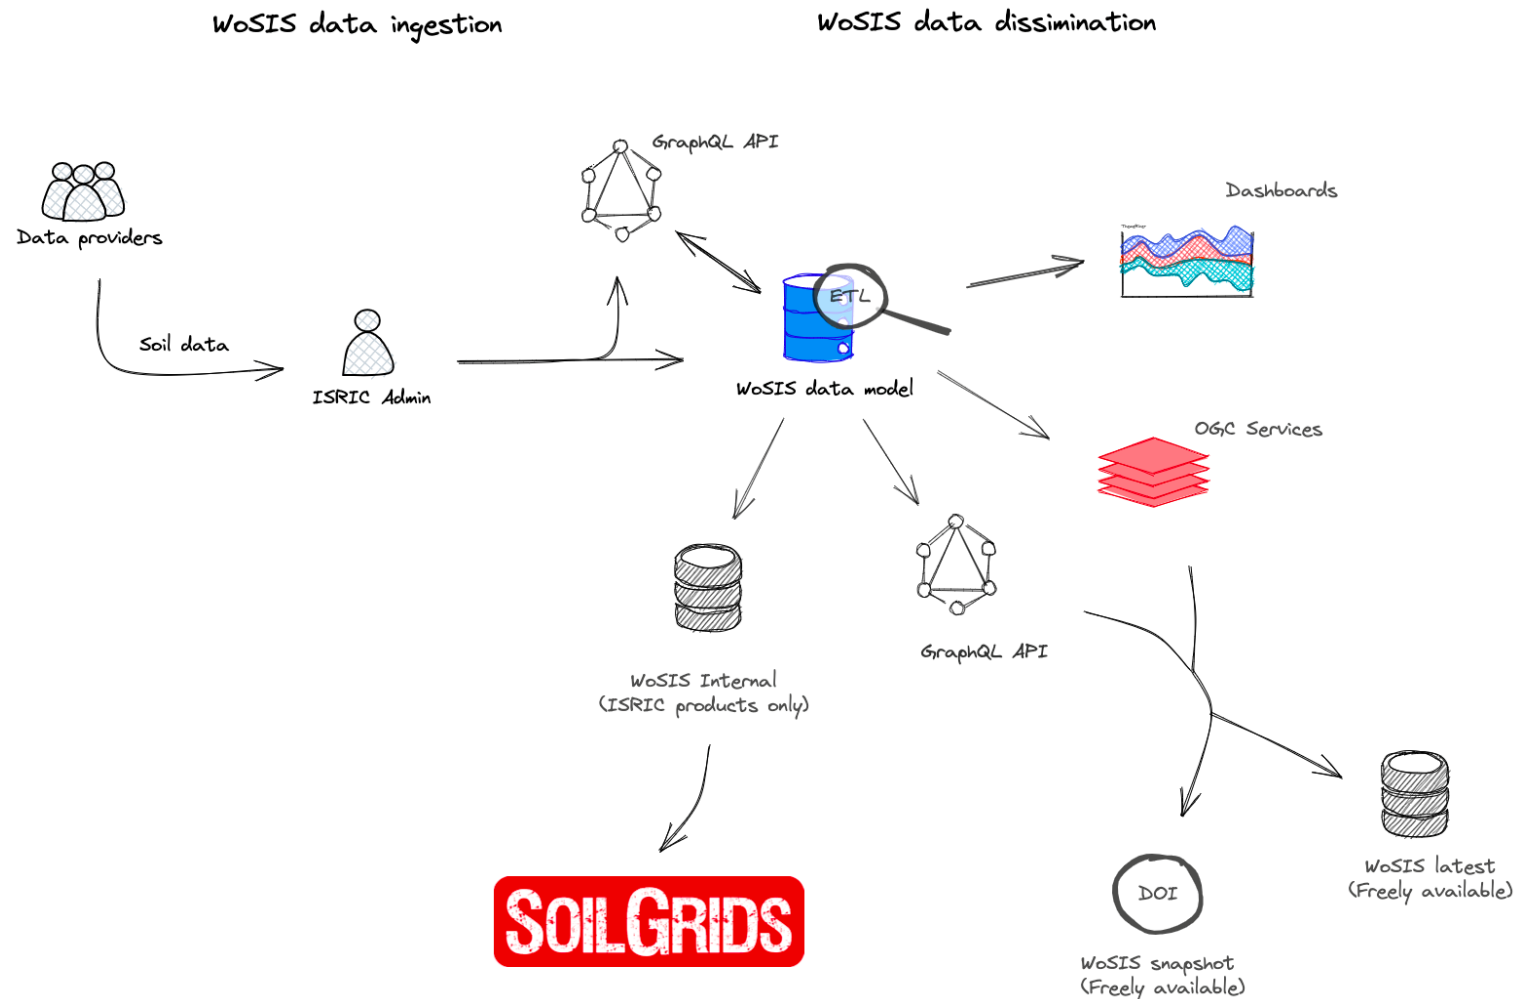 WoSIS data ingestion
WoSIS data dissimination
GraphQL API
Dashboards
Data providers
ETL
Soil data
WoSIS data model
ISRIC Admin
OGC Services
GraphQL API
WoSIS Internal
(ISRIC products only)
WoSIS latest
(Freely available)
DOI
SOILGRIDS
WoSIS snapshot
(Freely available)